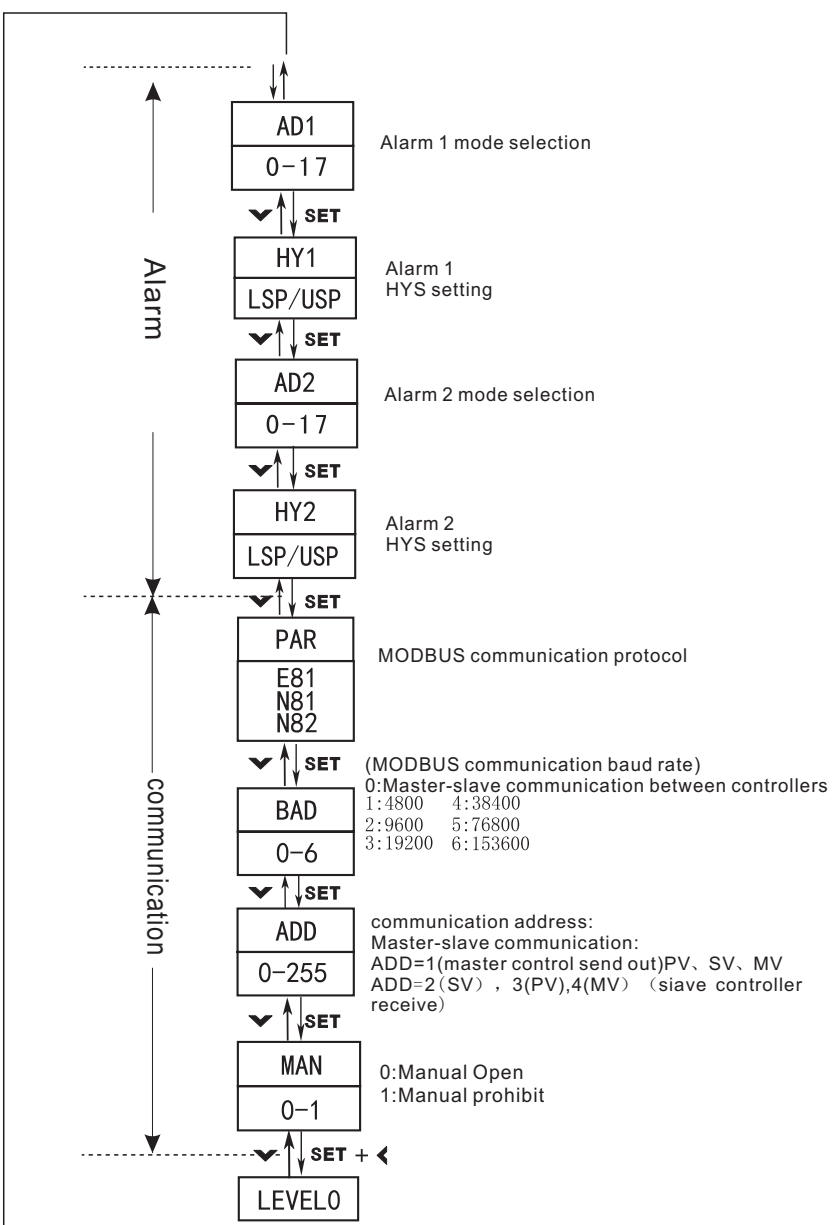 AD1
0-17
Alarm 1 mode selection
SET
HY1
LSP/USP
Alarm 1
HYS setting
SET
Alarm
AD2
0-17
Alarm 2 mode selection
SET
HY2
LSP/USP
Alarm 2
HYS setting
SET
PAR
E81
N81
N82
MODBUS communication protocol
SET
(MODBUS communication baud rate)
0:Master-slave communication between controllers
1:4800 4:38400
2:9600 5:76800
3:19200 6:153600
BAD
0-6
communication
SET
ADD
0-255
communication address:
Master-slave communication:
ADD=1(master control send out)PV、SV、MV
ADD=2(SV）, 3(PV),4(MV） （siave controller
receive）
SET
MAN
0-1
0:Manual Open
1:Manual prohibit
SET +
LEVEL0